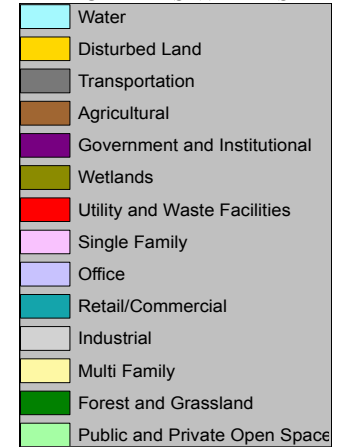 Water
Disturbed Land
Transportation
Agricultural
Government and Institutional
Wetlands
Utility and Waste Facilities
Single Family
Office
Retail/Commercial
Industrial
Multi Family
Forest and Grassland
Public and Private Open Space